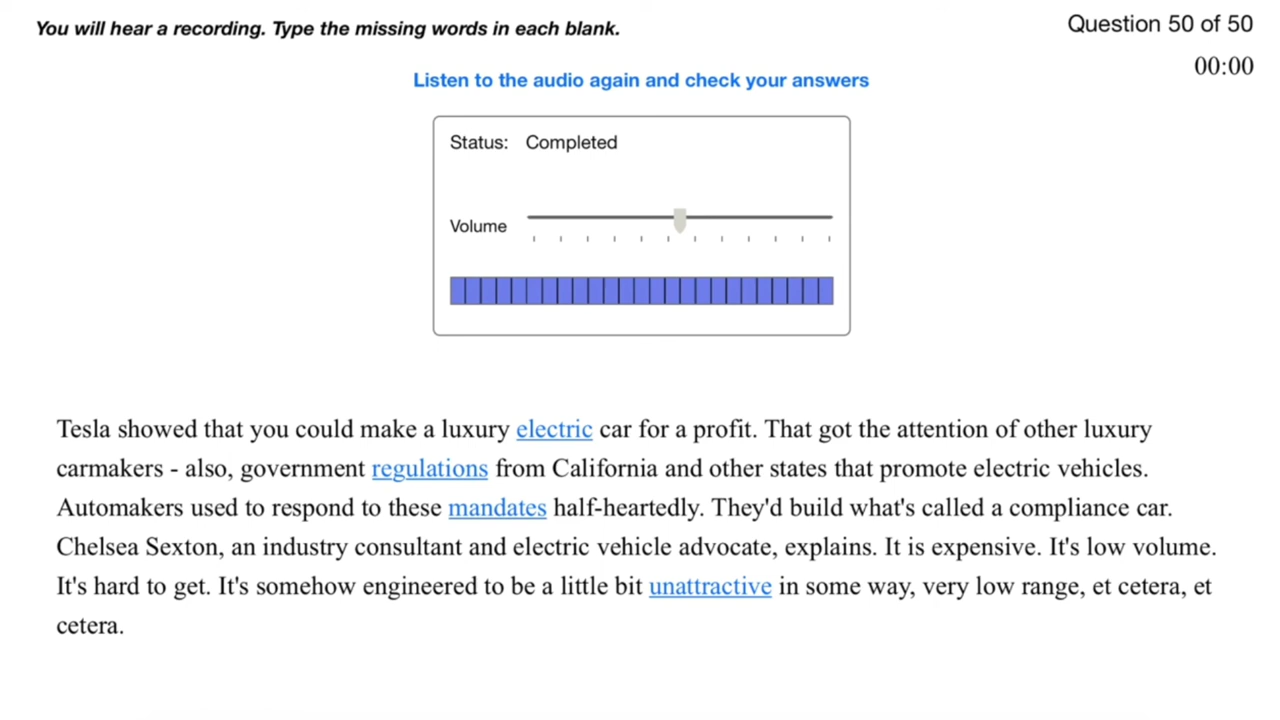 You will hear a recording. Type the missing words in each blank.
Question 50 of 50
00:00
Listen to the audio again and check your answers
Status: Completed
Volume
Tesla showed that you could make a luxury electric car for a profit. That got the attention of other luxury
carmakers - also, government regulations from California and other states that promote electric vehicles.
Automakers used to respond to these mandates half-heartedly. They'd build what's called a compliance car.
Chelsea Sexton, an industry consultant and electric vehicle advocate, explains. It is expensive. It's low volume.
It's hard to get. It's somehow engineered to be a little bit unattractive in some way, very low range, et cetera, et
cetera.